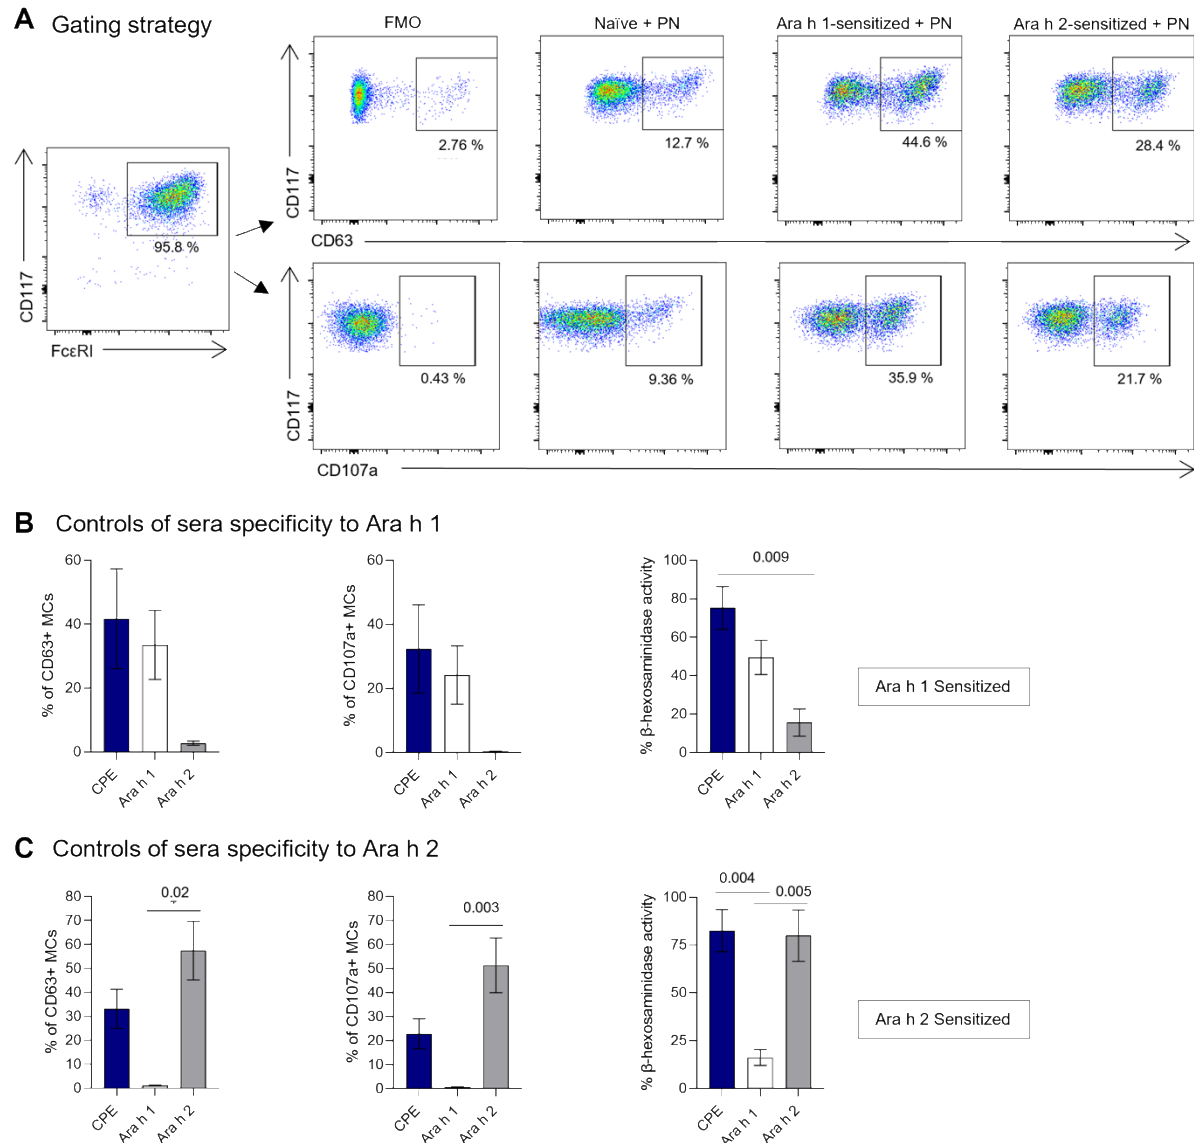 A Gating strategy
FMO
Naïve + PN
Ara h 1-sensitized + PN
Ara h 2-sensitized + PN
CD117
2.76 %
12.7 %
44.6 %
28.4 %
CD63
CD117
95.8 %
FcεRI
CD117
0.43 %
9.36 %
35.9 %
21.7 %
CD107a
B Controls of sera specificity to Ara h 1
% of CD63+ MCs
60
40
20
0
CPE
Ara h 1
Ara h 2
% of CD107a+ MCs
60
40
20
0
CPE
Ara h 1
Ara h 2
% β-hexosaminidase activity
100
80
60
40
20
0
0.009
CPE
Ara h 1
Ara h 2
Ara h 1 Sensitized
C Controls of sera specificity to Ara h 2
% of CD63+ MCs
80
70
60
50
40
30
20
10
0
0.02
CPE
Ara h 1
Ara h 2
% of CD107a+ MCs
80
70
60
50
40
30
20
10
0
0.003
CPE
Ara h 1
Ara h 2
% β-hexosaminidase activity
100
75
50
25
0
0.004
0.005
CPE
Ara h 1
Ara h 2
Ara h 2 Sensitized